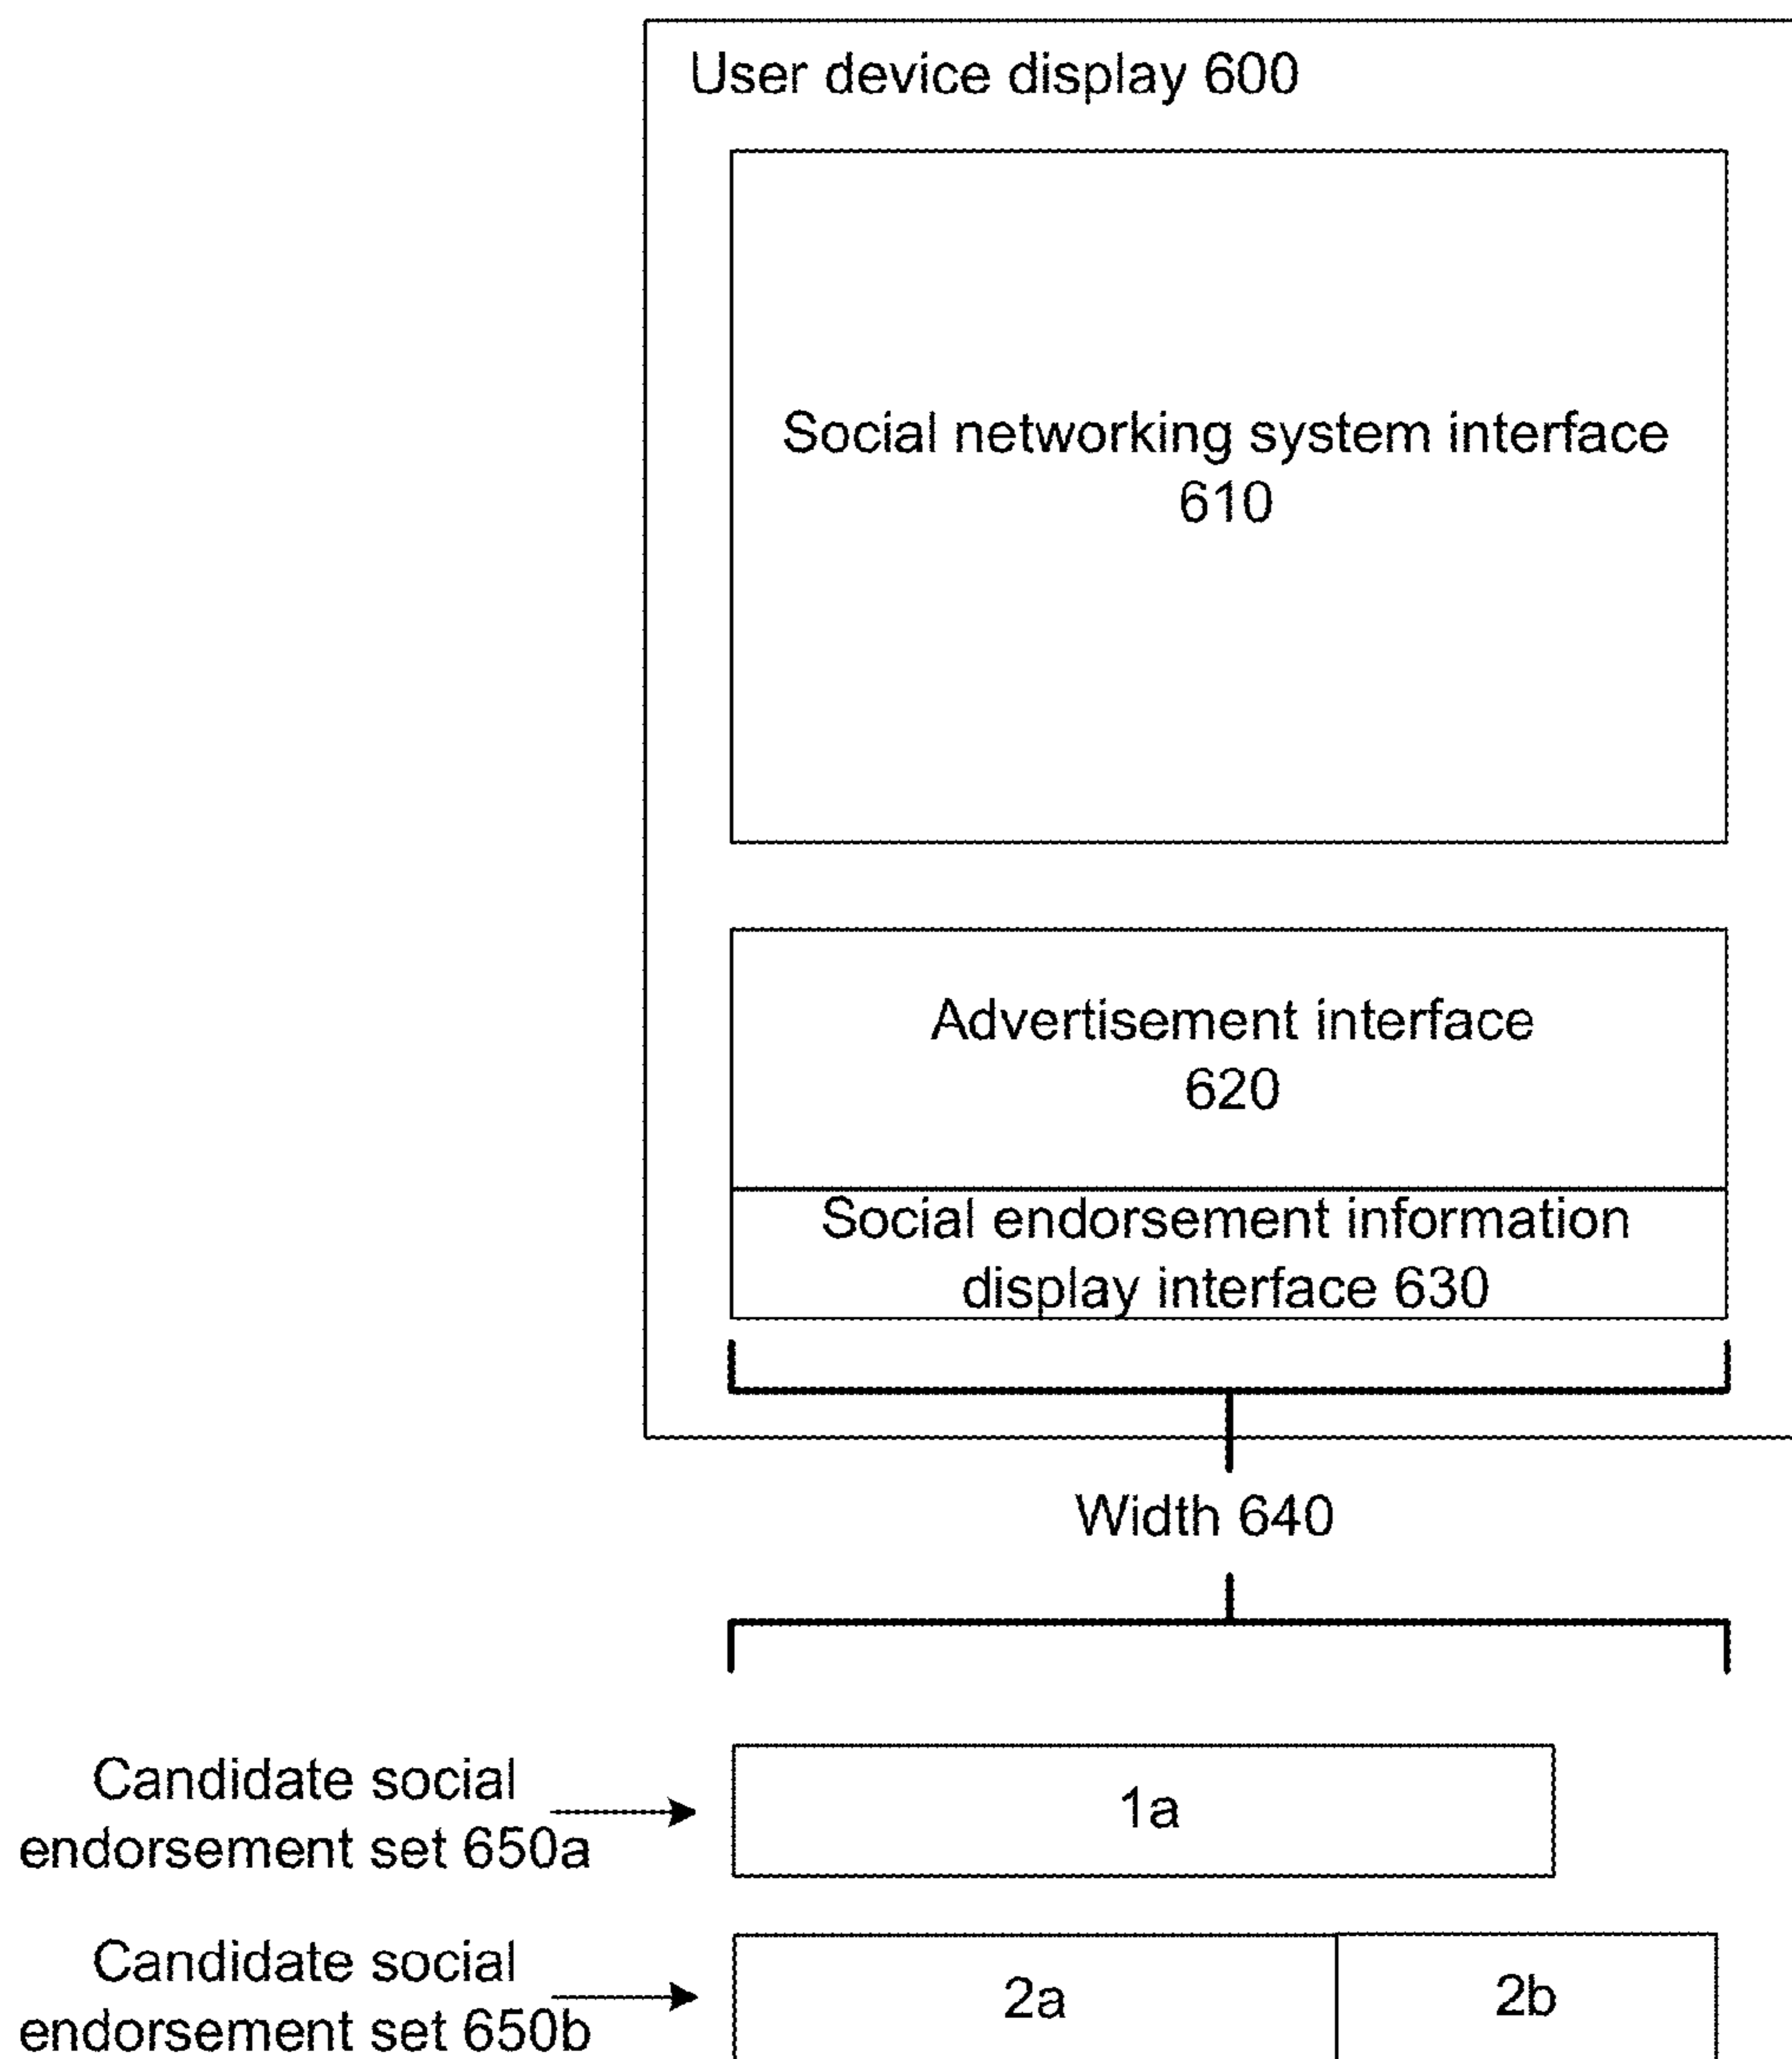 User device display 600
Social networking system interface
610
Advertisement interface
620
Social endorsement information
display interface 630
Width 640
Candidate social
endorsement set 650a
1a
Candidate social
endorsement set 650b
2a
2b